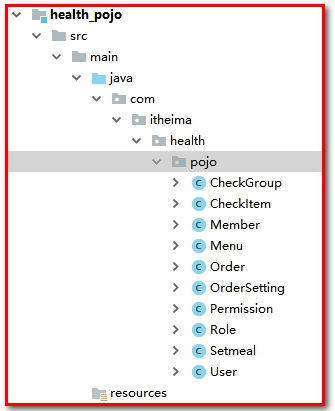 health_pojo
src
main
java
com
itheima
health
pojo
CheckGroup
CheckItem
Member
Menu
Order
OrderSetting
Permission
Role
Setmeal
User
resources